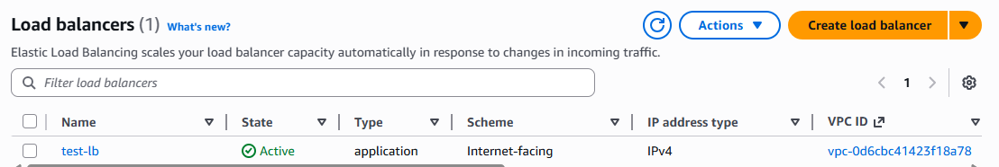 Load balancers (1) What's new? Actions Create load balancer
Elastic Load Balancing scales your load balancer capacity automatically in response to changes in incoming traffic.
Filter load balancers 1
Name State Type Scheme IP address type VPC ID
test-lb Active application Internet-facing IPv4 vpc-0d6cbc41423f18a78